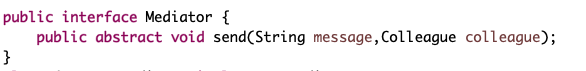 public interface Mediator {
    public abstract void send(String message,Colleague colleague);
}